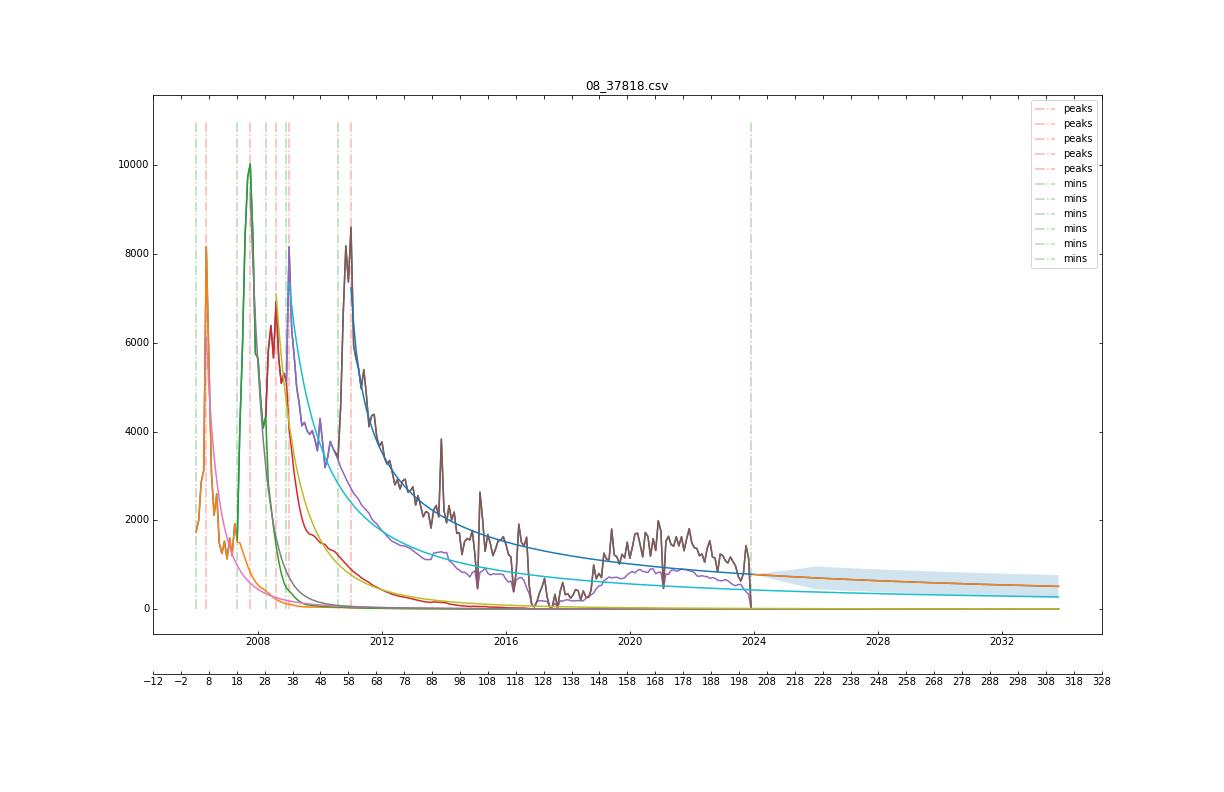 08_37818.csv
peaks
peaks
peaks
peaks
peaks
mins
mins
mins
mins
mins
mins
10000
8000
6000
4000
2000
0
2008 2012 2016 2020 2024 2028 2032
−12 −2 8 18 28 38 48 58 68 78 88 98 108 118 128 138 148 158 168 178 188 198 208 218 228 238 248 258 268 278 288 298 308 318 328